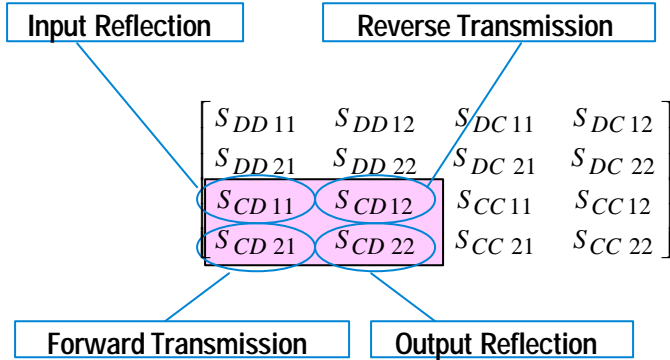 Input Reflection Reverse Transmission
S DD 11 S DD 12 S DC 11 S DC 12
S DD 21 S DD 22 S DC 21 S DC 22
S CD 11 S CD 12 S CC 11 S CC 12
S CD 21 S CD 22 S CC 21 S CC 22
Forward Transmission Output Reflection